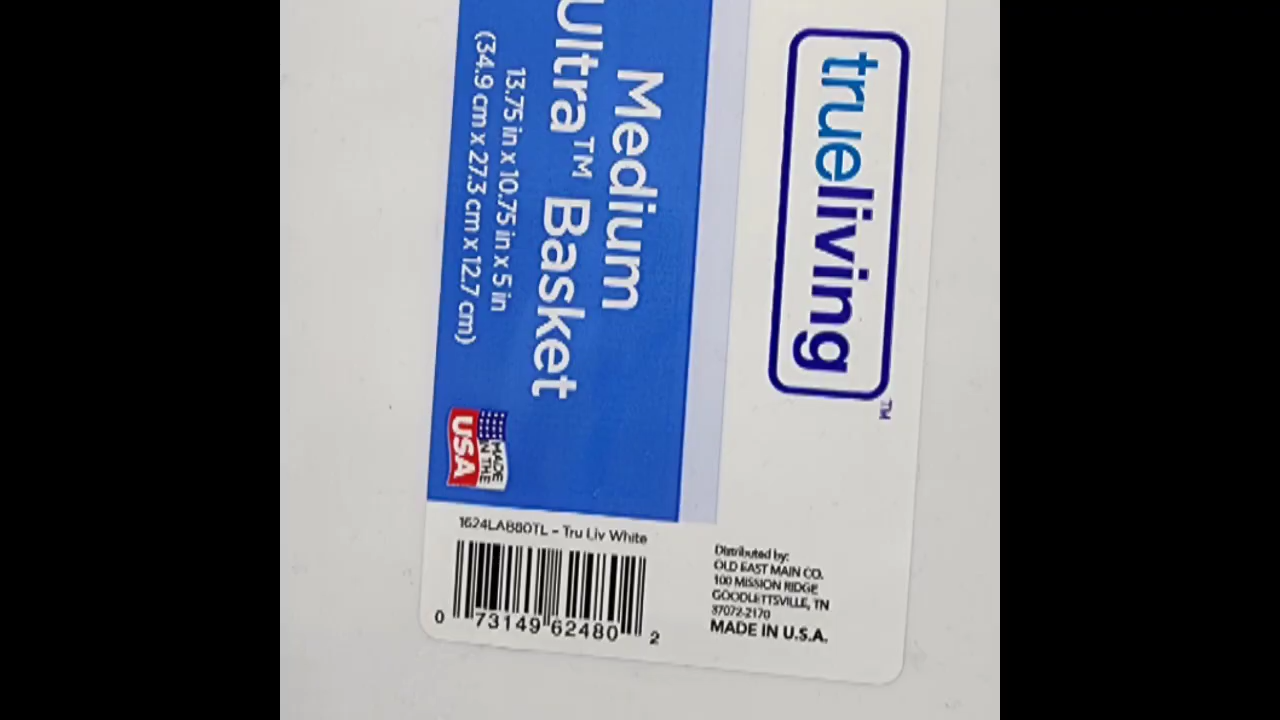 trueliving™
Medium
Ultra™ Basket
13.75 in x 10.75 in x 5 in
(34.9 cm x 27.3 cm x 12.7 cm)
MADE
IN THE
USA
1624LAB80TL - Tru Liv White
0 73149 62480 2
Distributed by:
OLD EAST MAIN CO.
100 MISSION RIDGE
GOODLETTSVILLE, TN
37072-2170
MADE IN U.S.A.